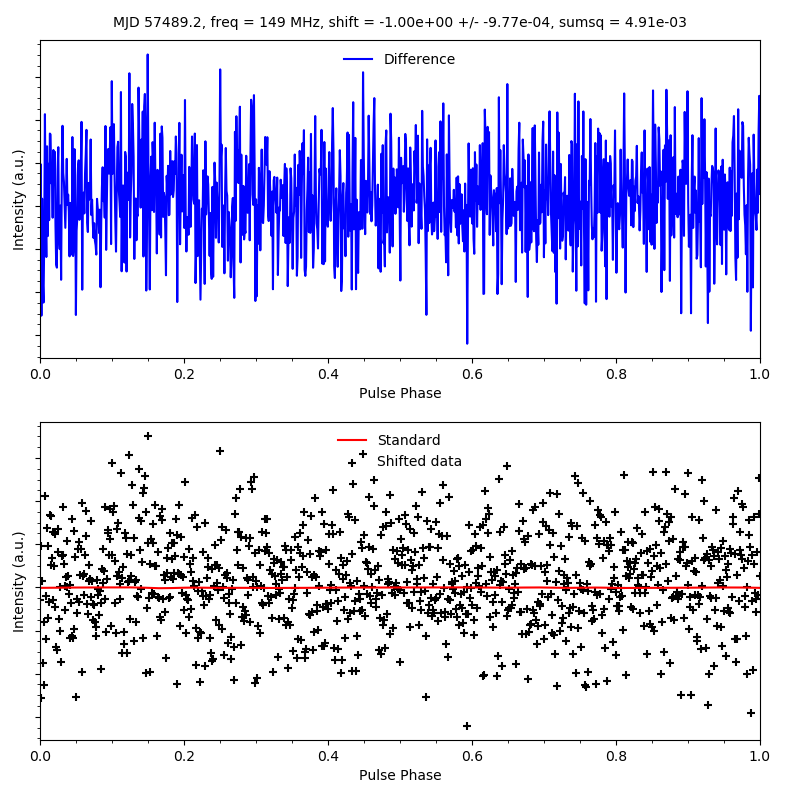 MJD 57489.2, freq = 149 MHz, shift = -1.00e+00 +/- -9.77e-04, sumsq = 4.91e-03
Difference
Intensity (a.u.)
0.0 0.2 0.4 0.6 0.8 1.0
Pulse Phase
Standard
Shifted data
Intensity (a.u.)
0.0 0.2 0.4 0.6 0.8 1.0
Pulse Phase